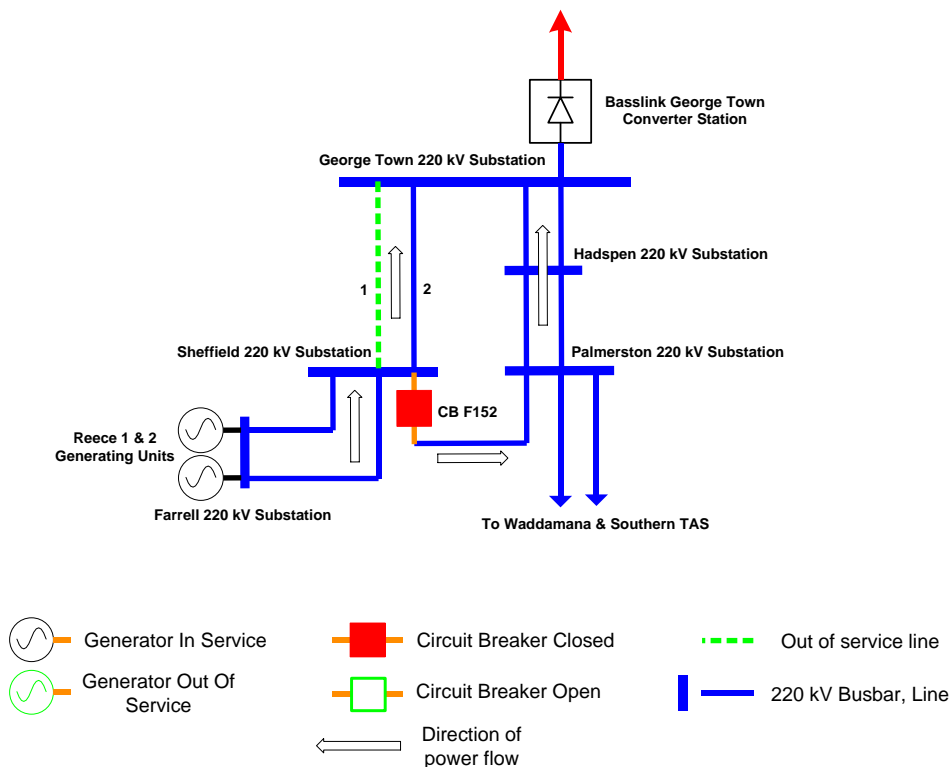 Basslink George Town
Converter Station
George Town 220 kV Substation
Hadspen 220 kV Substation
1
2
Sheffield 220 kV Substation
Palmerston 220 kV Substation
CB F152
Reece 1 & 2
Generating Units
Farrell 220 kV Substation
To Waddamana & Southern TAS
Generator In Service
Circuit Breaker Closed
Out of service line
Generator Out Of
Service
Circuit Breaker Open
220 kV Busbar, Line
Direction of
power flow